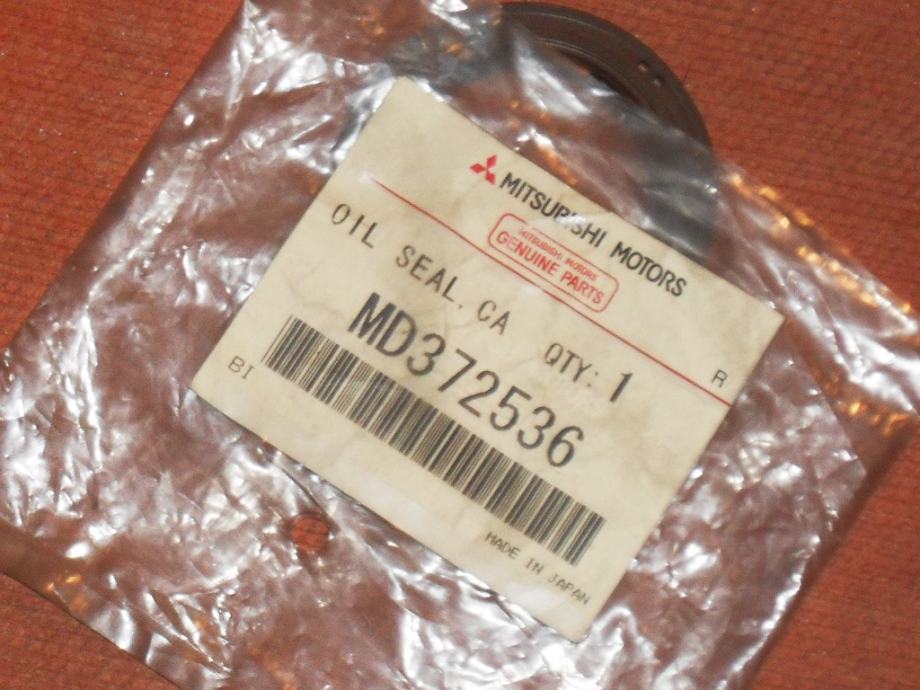 MITSUBISHI MOTORS
MITSUBISHI MOTORS
GENUINE PARTS
OIL SEAL, CA QTY: 1 R
MD372536
BI
MADE IN JAPAN